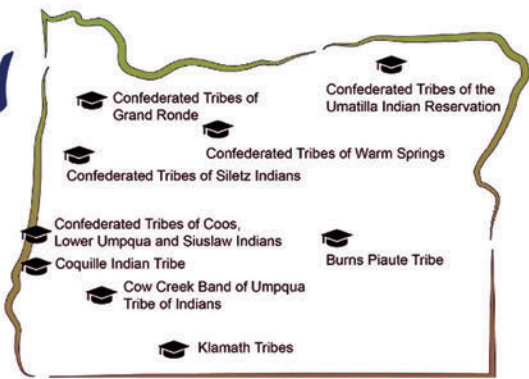 Confederated Tribes of
Grand Ronde
Confederated Tribes of the
Umatilla Indian Reservation
Confederated Tribes of Warm Springs
Confederated Tribes of Siletz Indians
Confederated Tribes of Coos,
Lower Umpqua and Siuslaw Indians
Coquille Indian Tribe
Burns Piaute Tribe
Cow Creek Band of Umpqua
Tribe of Indians
Klamath Tribes